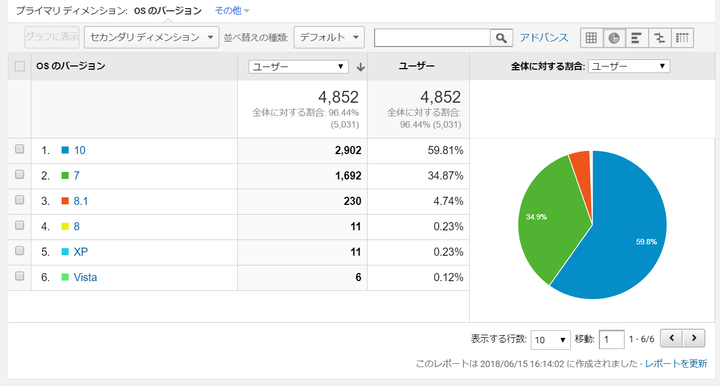 プライマリ ディメンション: OS のバージョン その他
グラフに表示 セカンダリ ディメンション 並べ替えの種類: デフォルト アドバンス
OS のバージョン ユーザー ユーザー 全体に対する割合: ユーザー
4,852 4,852
全体に対する割合: 96.44% 全体に対する割合:
(5,031) 96.44% (5,031)
1. 10 2,902 59.81%
2. 7 1,692 34.87%
3. 8.1 230 4.74%
4. 8 11 0.23%
5. XP 11 0.23%
6. Vista 6 0.12%
34.9%
59.8%
表示する行数: 10 移動: 1 1 - 6/6
このレポートは 2018/06/15 16:14:02 に作成されました - レポートを更新